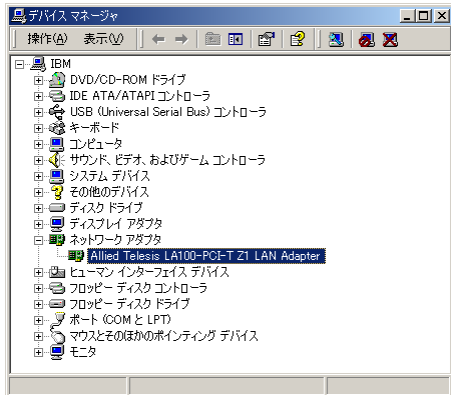 デバイス マネージャ
操作(A) 表示(V)
IBM
DVD/CD-ROM ドライブ
IDE ATA/ATAPI コントローラ
USB (Universal Serial Bus) コントローラ
キーボード
コンピュータ
サウンド、ビデオ、およびゲーム コントローラ
システム デバイス
その他のデバイス
ディスク ドライブ
ディスプレイ アダプタ
ネットワーク アダプタ
Allied Telesis LA100-PCI-T Z1 LAN Adapter
ヒューマン インターフェイス デバイス
フロッピー ディスク コントローラ
フロッピー ディスク ドライブ
ポート (COM と LPT)
マウスとそのほかのポインティング デバイス
モニタ